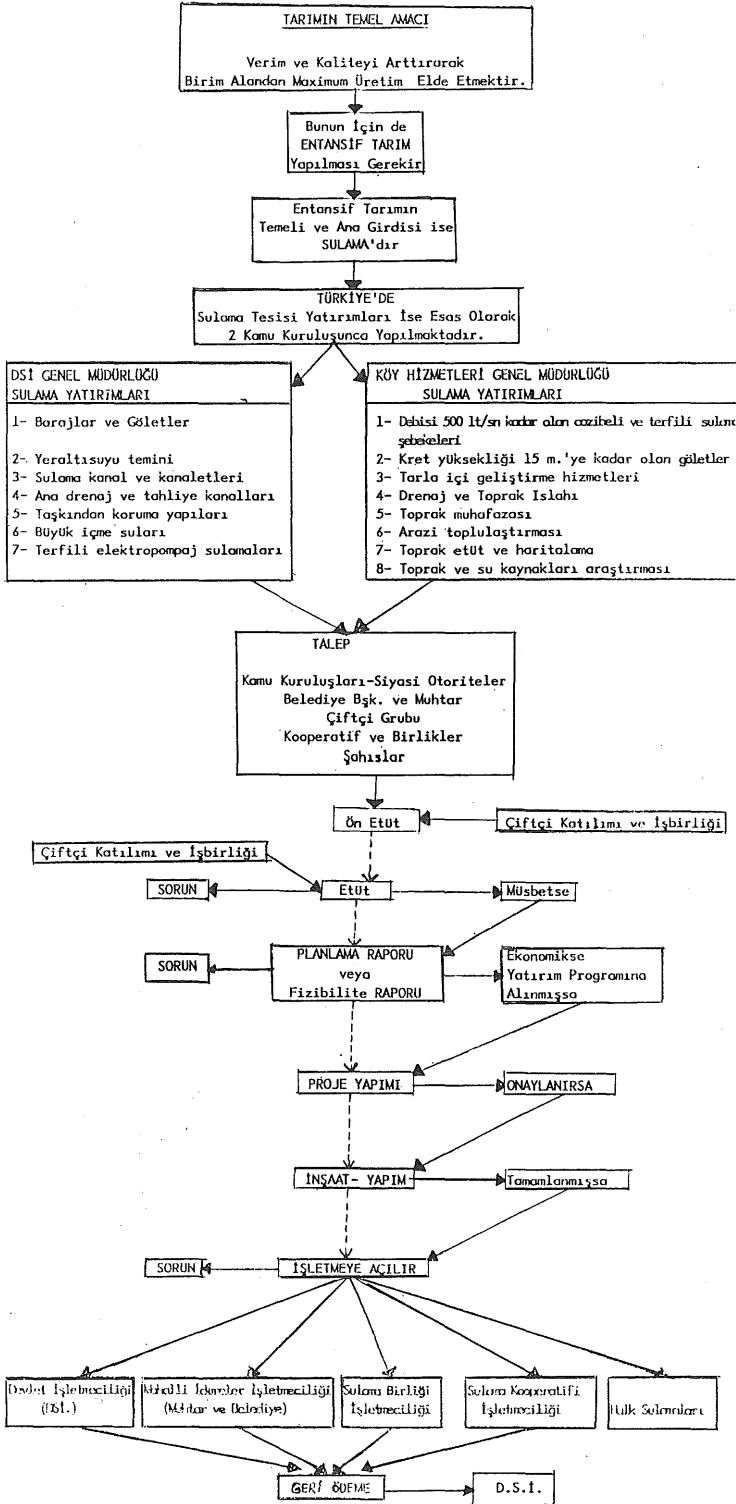 TARIMIN TEMEL AMACI
Verim ve Kaliteyi Arttırarak
Birim Alandan Maximum Üretim Elde Etmektir.
Bunun İçin de
ENTANSİF TARIM
Yapılması Gerekir
Entansif Tarımın
Temeli ve Ana Girdisi ise
SULAMA'dır
TÜRKİYE'DE
Sulama Tesisi Yatırımları İse Esas Olarak
2 Kamu Kuruluşunca Yapılmaktadır.
DSİ GENEL MÜDÜRLÜĞÜ
SULAMA YATIRIMLARI
1- Barajlar ve Göletler
2- Yeraltısuyu temini
3- Sulama kanal ve kanaletleri
4- Ana drenaj ve tahliye kanalları
5- Taşkından koruma yapıları
6- Büyük içme suları
7- Terfili elektropompaj sulamaları
KÖY HİZMETLERİ GENEL MÜDÜRLÜĞÜ
SULAMA YATIRIMLARI
1- Debisi 500 lt/sn kadar olan cazibeli ve terfili sulama
şebekeleri
2- Kret yüksekliği 15 m.'ye kadar olan göletler
3- Tarla içi geliştirme hizmetleri
4- Drenaj ve Toprak Islahı
5- Toprak muhafazası
6- Arazi toplulaştırması
7- Toprak etüt ve haritalama
8- Toprak ve su kaynakları araştırması
TALEP
Kamu Kuruluşları-Siyasi Otoriteler
Belediye Bşk. ve Muhtar
Çiftçi Grubu
Kooperatif ve Birlikler
Şahıslar
Ön Etüt
Çiftçi Katılımı ve İşbirliği
Çiftçi Katılımı ve İşbirliği
SORUN
Etüt
Müsbetse
SORUN
PLANLAMA RAPORU
veya
Fizibilite RAPORU
Ekonomikse
Yatırım Programına
Alınmışsa
PROJE YAPIMI
ONAYLANIRSA
İNŞAAT- YAPIM
Tamamlanmışsa
SORUN
İŞLETMEYE AÇILIR
Devlet İşletmeciliği
(DSİ.)
Mahalli İdareler İşletmeciliği
(Muhtar ve Belediye)
Sulama Birliği
İşletmeciliği
Sulama Kooperatifi
İşletmeciliği
Halk Sulamaları
GERİ ÖDEME
D.S.İ.